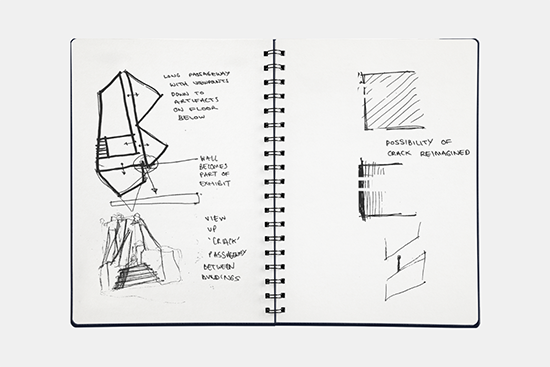 LONG PASSAGEWAY
WITH VIEWPOINTS
DOWN TO
ARTIFACTS
ON FLOOR
BELOW
WALL
BECOMES
PART OF
EXHIBIT
VIEW
UP
'CRACK'
PASSAGEWAY
BETWEEN
BUILDINGS
POSSIBILITY OF
CRACK REIMAGINED